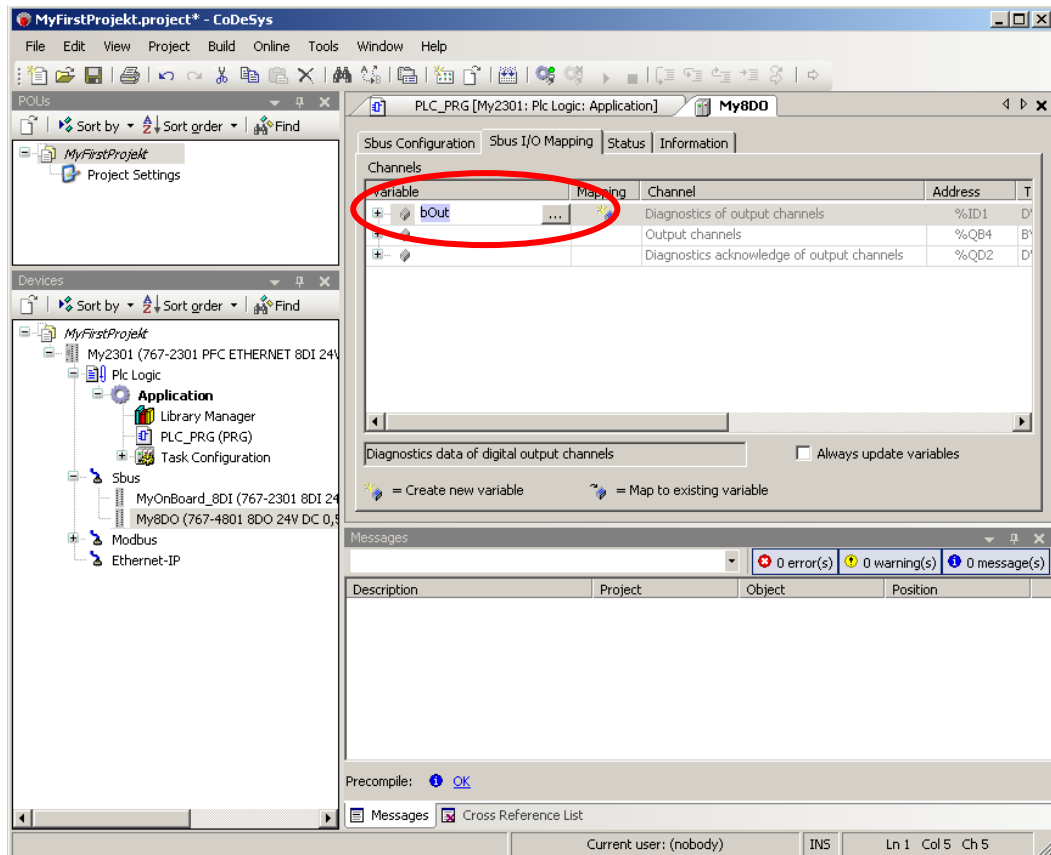 MyFirstProjekt.project* - CoDeSys
File Edit View Projekt Build Online Tools Window Help
POUs
Sort by Sort order Find
MyFirstProjekt
Project Settings
Devices
Sort by Sort order Find
MyFirstProjekt
My2301 (767-2301 PFC ETHERNET 8DI 24V
Plc Logic
Application
Library Manager
PLC_PRG (PRG)
Task Configuration
Sbus
MyOnBoard_8DI (767-2301 8DI 24
My8DO (767-4801 8DO 24V DC 0,5
Modbus
Ethernet-IP
PLC_PRG [My2301: Plc Logic: Application] My8DO
Sbus Configuration Sbus I/O Mapping Status Information
Channels
Variable Mapping Channel Address T
bOut ... Diagnostics of output channels %ID1
Output channels %QB4
Diagnostics acknowledge of output channels %QD2
Diagnostics data of digital output channels Always update variables
= Create new variable = Map to existing variable
Messages
0 error(s) 0 warning(s) 0 message(s)
Description Project Object Position
Precompile: OK
Messages Cross Reference List
Current user: (nobody) INS Ln 1 Col 5 Ch 5